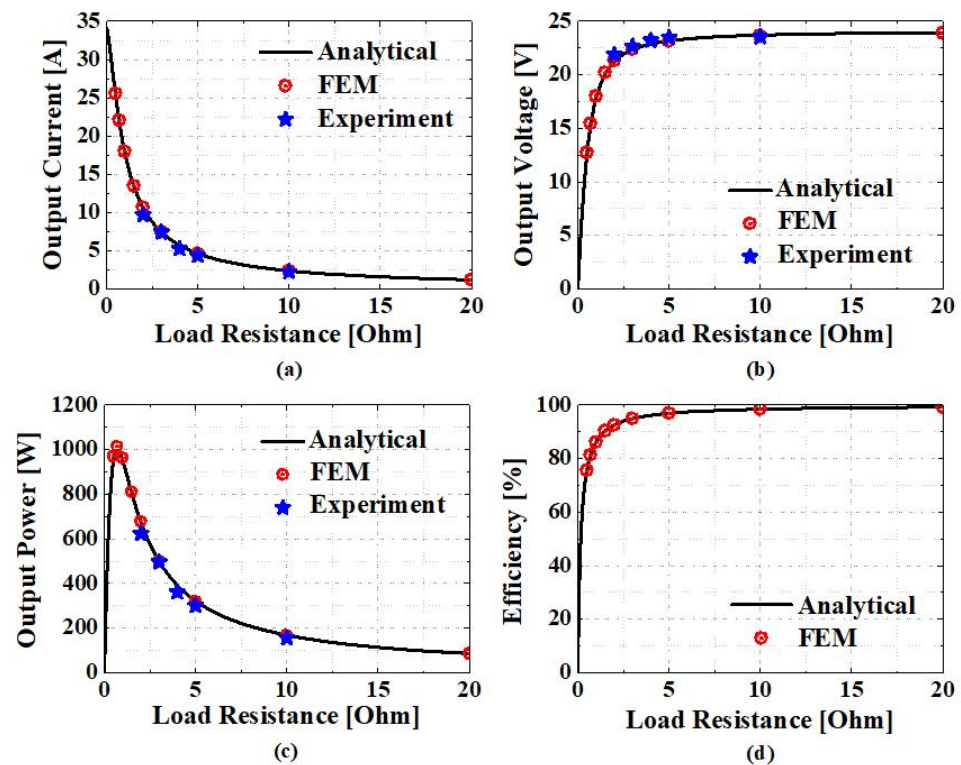 35
30
25
20
15
10
5
0
Output Current [A]
Analytical
FEM
Experiment
0 5 10 15 20
Load Resistance [Ohm]
(a)
25
20
15
10
5
0
Output Voltage [V]
Analytical
FEM
Experiment
0 5 10 15 20
Load Resistance [Ohm]
(b)
1200
1000
800
600
400
200
0
Output Power [W]
Analytical
FEM
Experiment
0 5 10 15 20
Load Resistance [Ohm]
(c)
100
80
60
40
20
0
Efficiency [%]
Analytical
FEM
0 5 10 15 20
Load Resistance [Ohm]
(d)